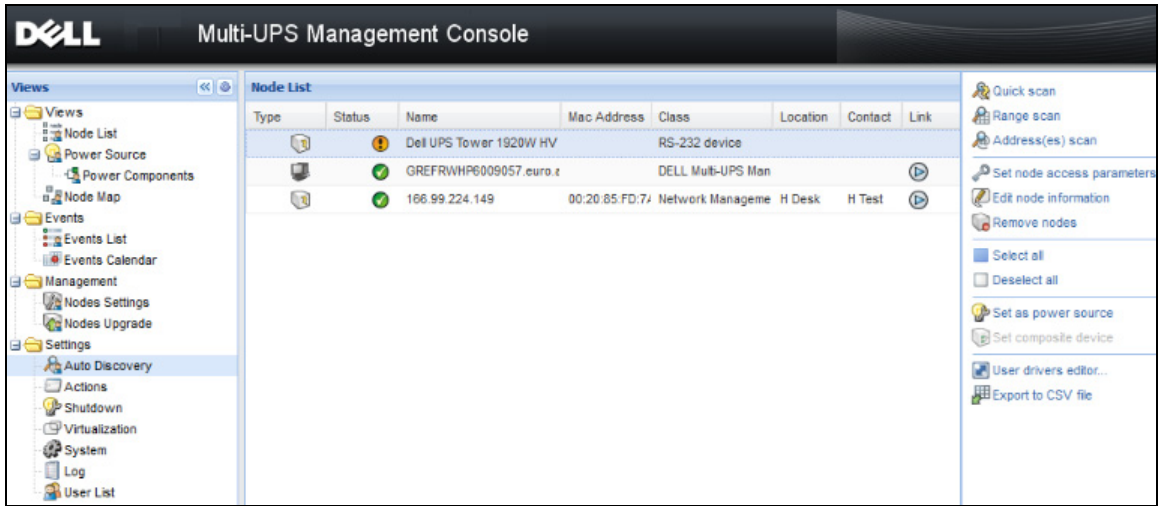 DELL Multi-UPS Management Console
Views
Views
Node List
Power Source
Power Components
Node Map
Events
Events List
Events Calendar
Management
Nodes Settings
Nodes Upgrade
Settings
Auto Discovery
Actions
Shutdown
Virtualization
System
Log
User List
Node List
Type Status Name Mac Address Class Location Contact Link
Dell UPS Tower 1920W HV RS-232 device
GREFRWHP6009057.euro.e DELL Multi-UPS Man
166.99.224.149 00:20:85:FD:7 Network Manageme H Desk H Test
Quick scan
Range scan
Address(es) scan
Set node access parameters
Edit node information
Remove nodes
Select all
Deselect all
Set as power source
Set composite device
User drivers editor...
Export to CSV file